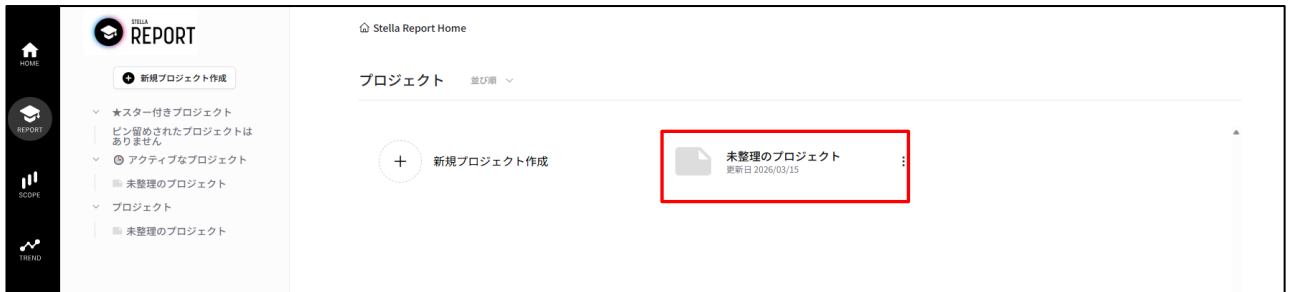 HOME
REPORT
SCOPE
TREND
STELLA
REPORT
新規プロジェクト作成
★スター付きプロジェクト
ピン留めされたプロジェクトは
ありません
アクティブなプロジェクト
未整理のプロジェクト
プロジェクト
未整理のプロジェクト
Stella Report Home
プロジェクト
並び順
新規プロジェクト作成
未整理のプロジェクト
更新日 2026/03/15